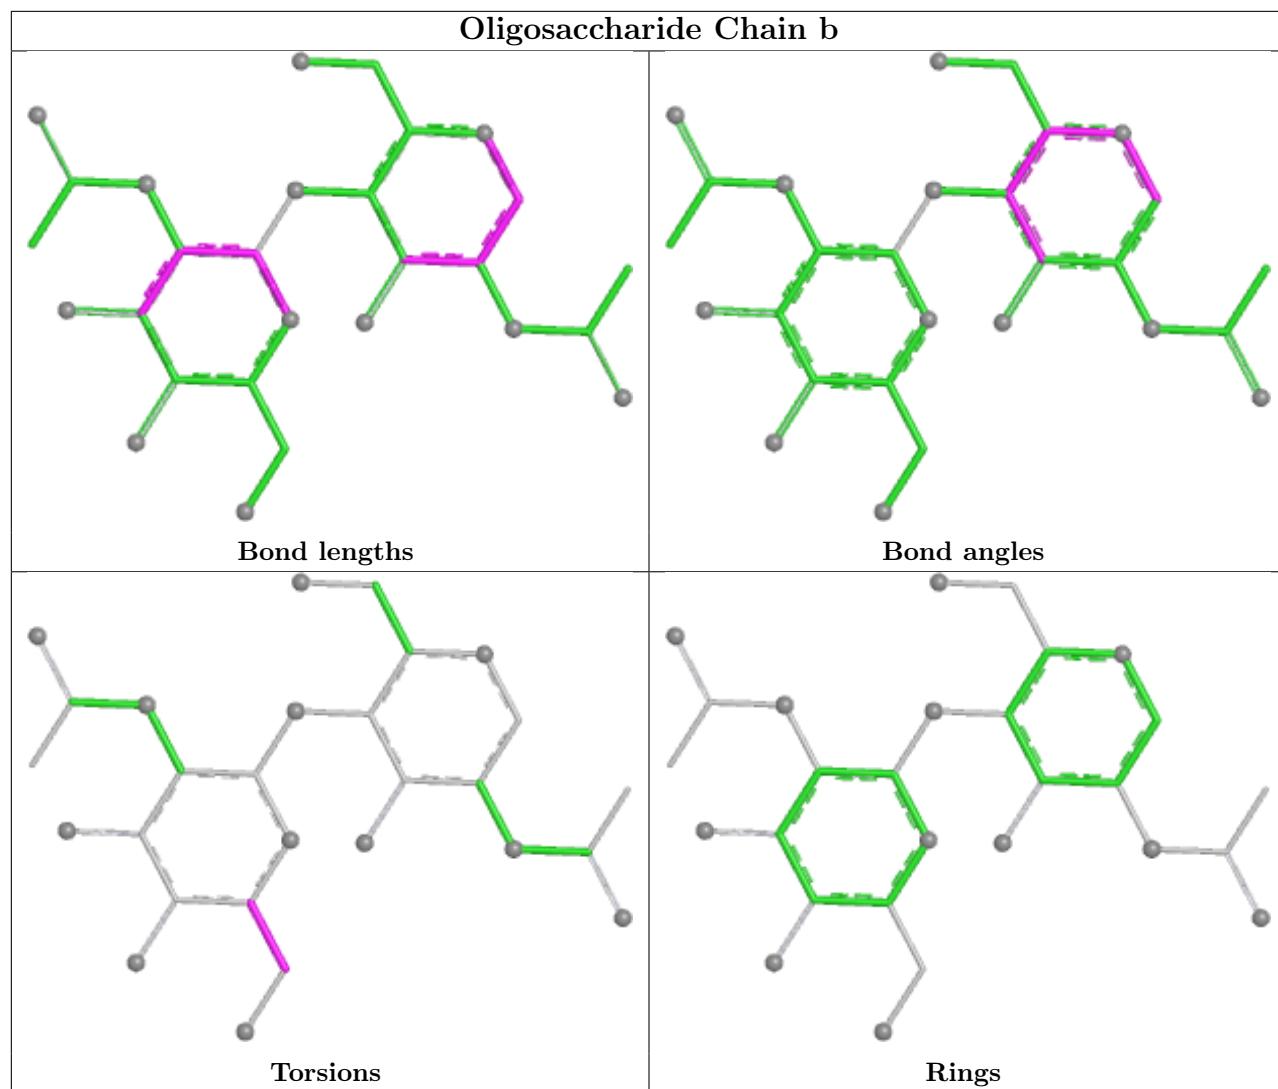 Oligosaccharide Chain b
Bond lengths
Bond angles
Torsions
Rings